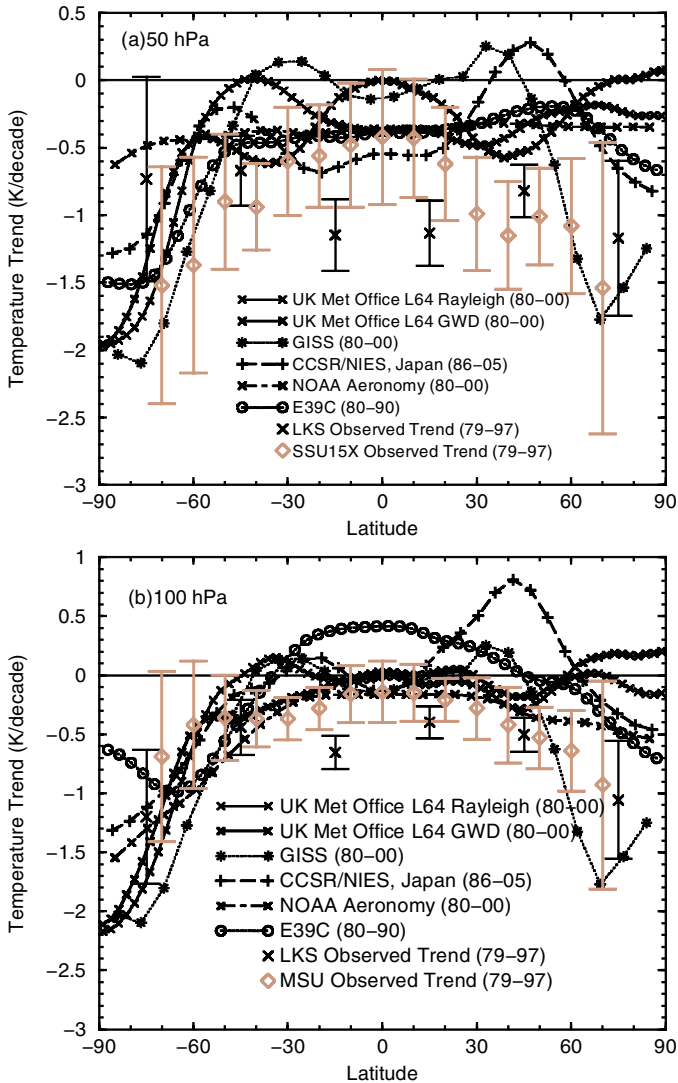 (a)50 hPa
Temperature Trend (K/decade)
0.5
0
−0.5
−1
−1.5
−2
−2.5
−3
UK Met Office L64 Rayleigh (80−00)
UK Met Office L64 GWD (80−00)
GISS (80−00)
CCSR/NIES, Japan (86−05)
NOAA Aeronomy (80−00)
E39C (80−90)
LKS Observed Trend (79−97)
SSU15X Observed Trend (79−97)
−90 −60 −30 0 30 60 90
Latitude
(b)100 hPa
Temperature Trend (K/decade)
1
0.5
0
−0.5
−1
−1.5
−2
−2.5
−3
UK Met Office L64 Rayleigh (80−00)
UK Met Office L64 GWD (80−00)
GISS (80−00)
CCSR/NIES, Japan (86−05)
NOAA Aeronomy (80−00)
E39C (80−90)
LKS Observed Trend (79−97)
MSU Observed Trend (79−97)
−90 −60 −30 0 30 60 90
Latitude